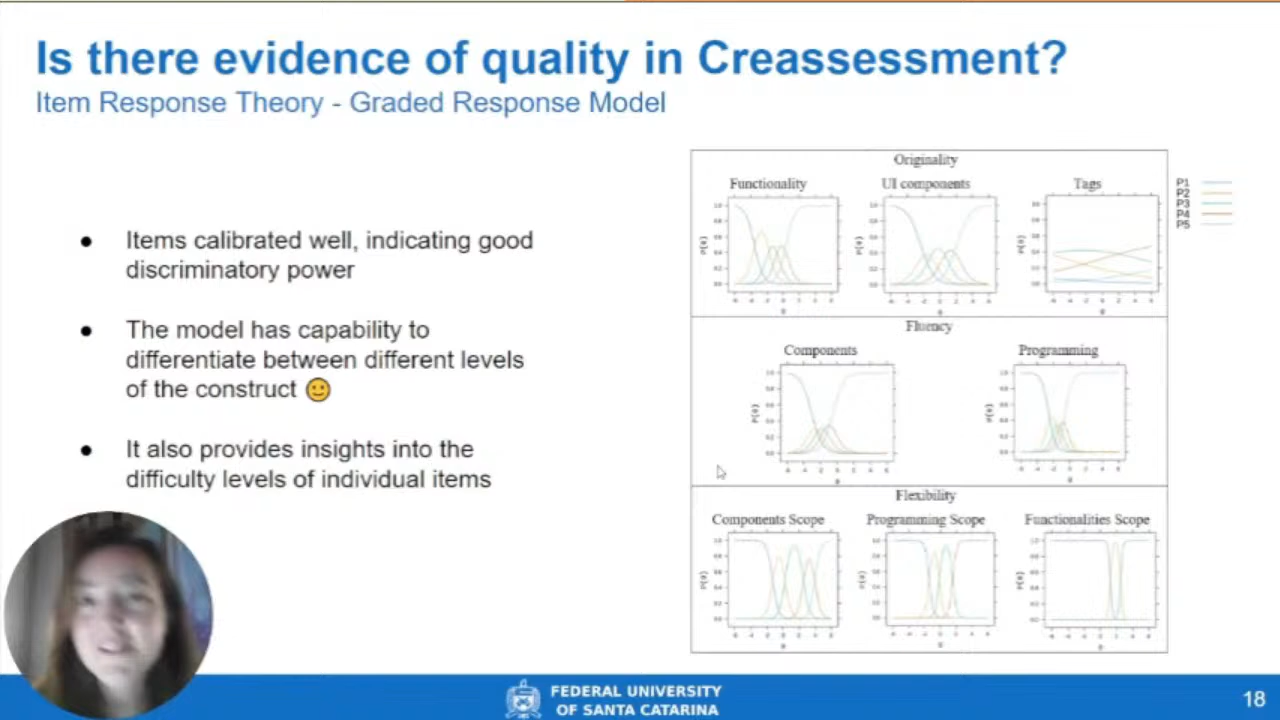 Is there evidence of quality in Creassessment?
Item Response Theory - Graded Response Model
● Items calibrated well, indicating good
discriminatory power
● The model has capability to
differentiate between different levels
of the construct 🙂
● It also provides insights into the
difficulty levels of individual items
Originality
Functionality
UI components
Tags
P1
P2
P3
P4
P5
Fluency
Components
Programming
Flexibility
Components Scope
Programming Scope
Functionalities Scope
FEDERAL UNIVERSITY
OF SANTA CATARINA
18